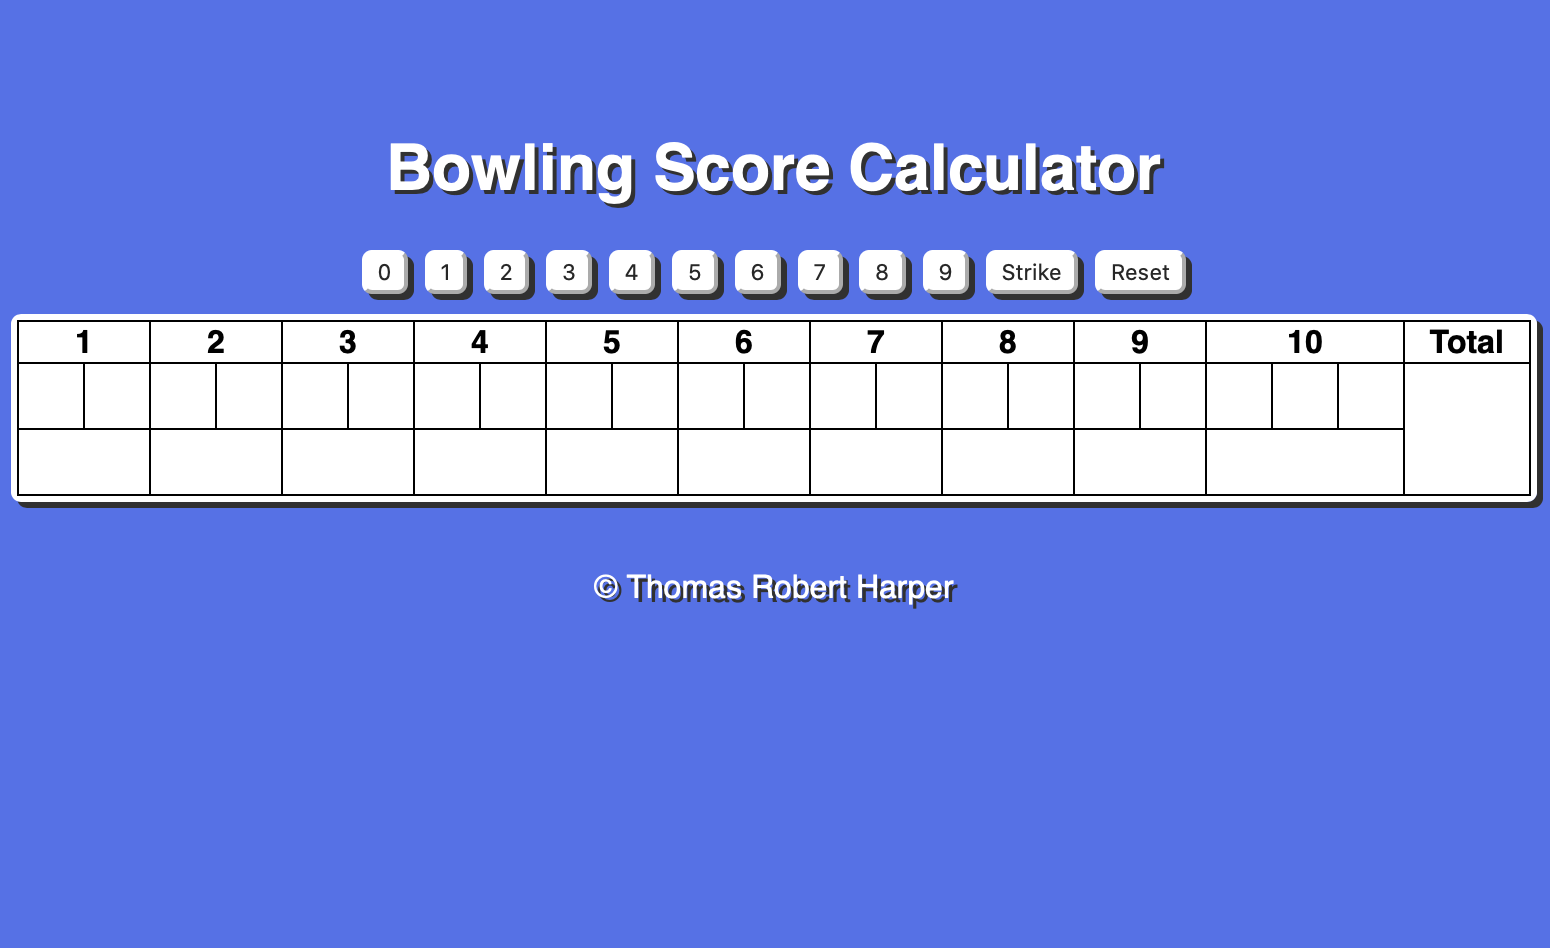 Bowling Score Calculator
0 1 2 3 4 5 6 7 8 9 Strike Reset
1 2 3 4 5 6 7 8 9 10 Total
© Thomas Robert Harper